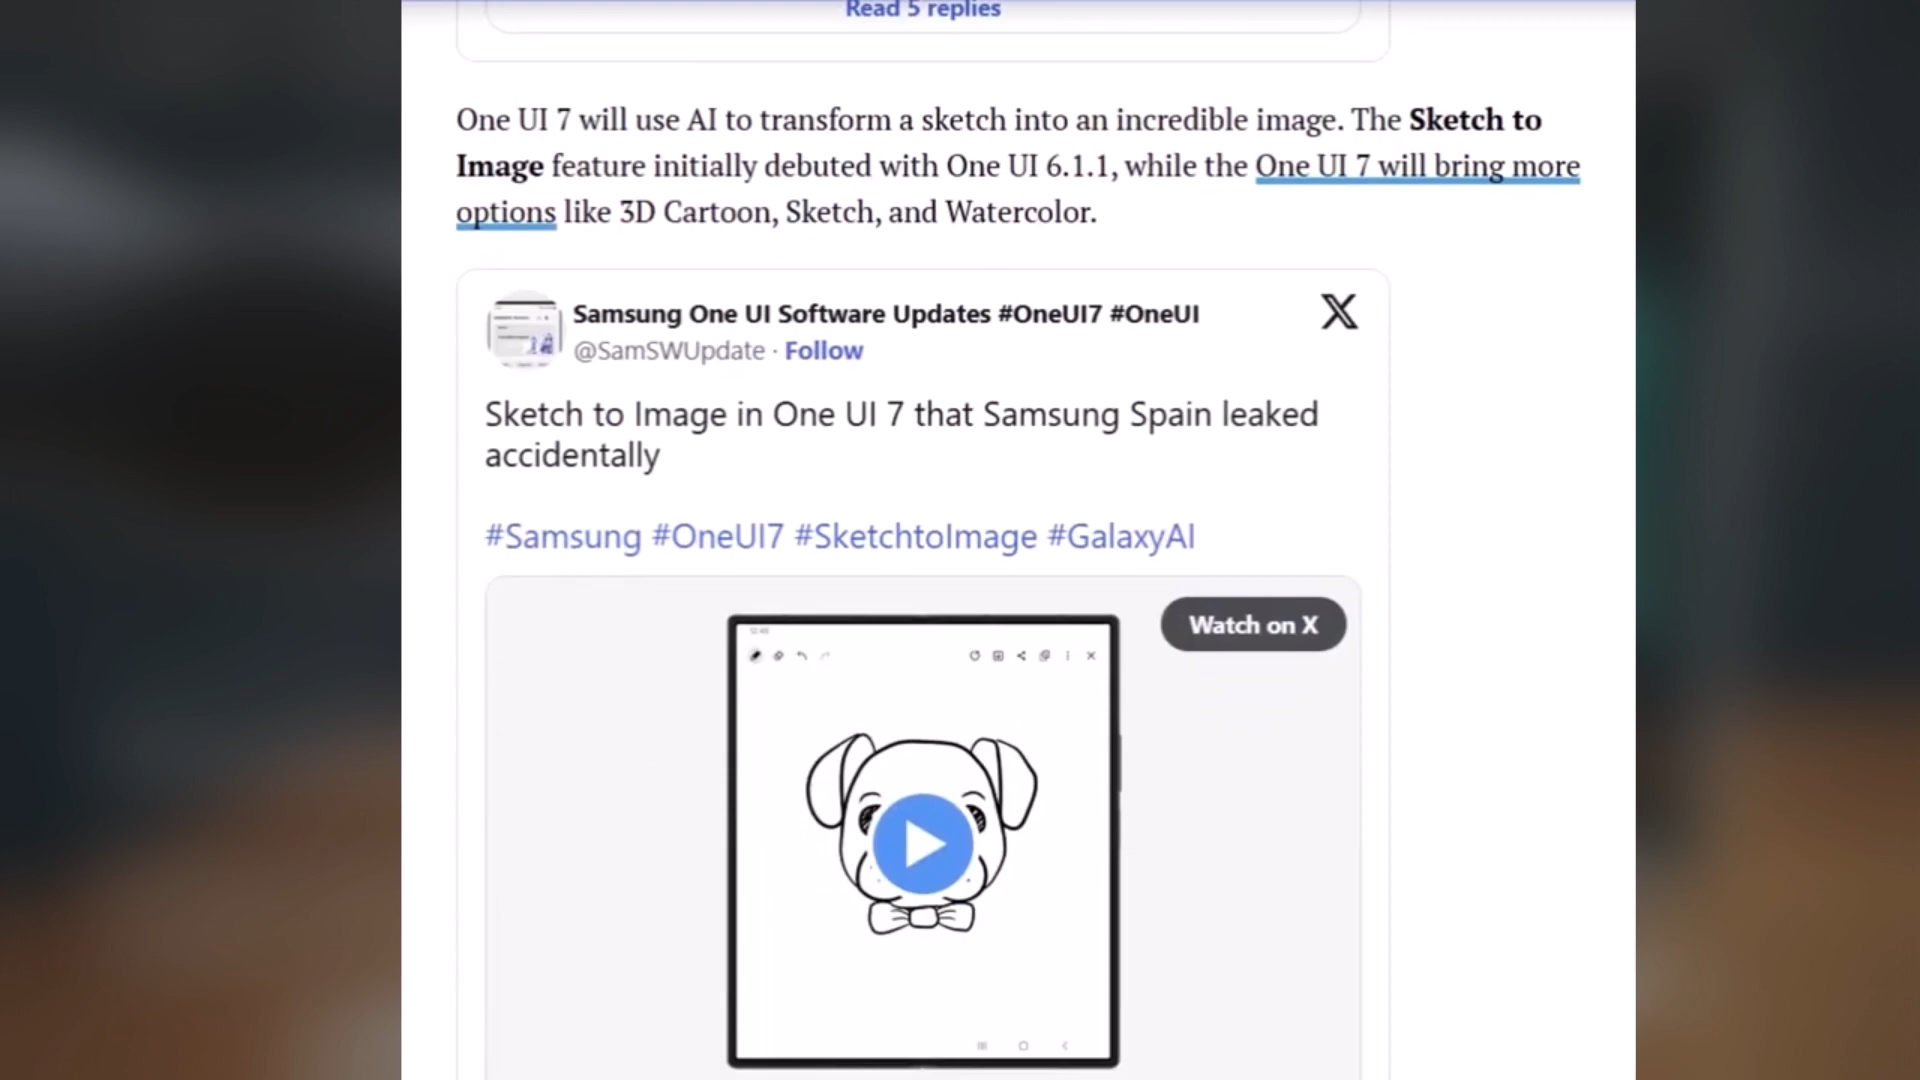 Read 5 replies
One UI 7 will use AI to transform a sketch into an incredible image. The Sketch to
Image feature initially debuted with One UI 6.1.1, while the One UI 7 will bring more
options like 3D Cartoon, Sketch, and Watercolor.
Samsung One UI Software Updates #OneUI7 #OneUI
@SamSWUpdate · Follow
Sketch to Image in One UI 7 that Samsung Spain leaked
accidentally
#Samsung #OneUI7 #SketchtoImage #GalaxyAI
Watch on X